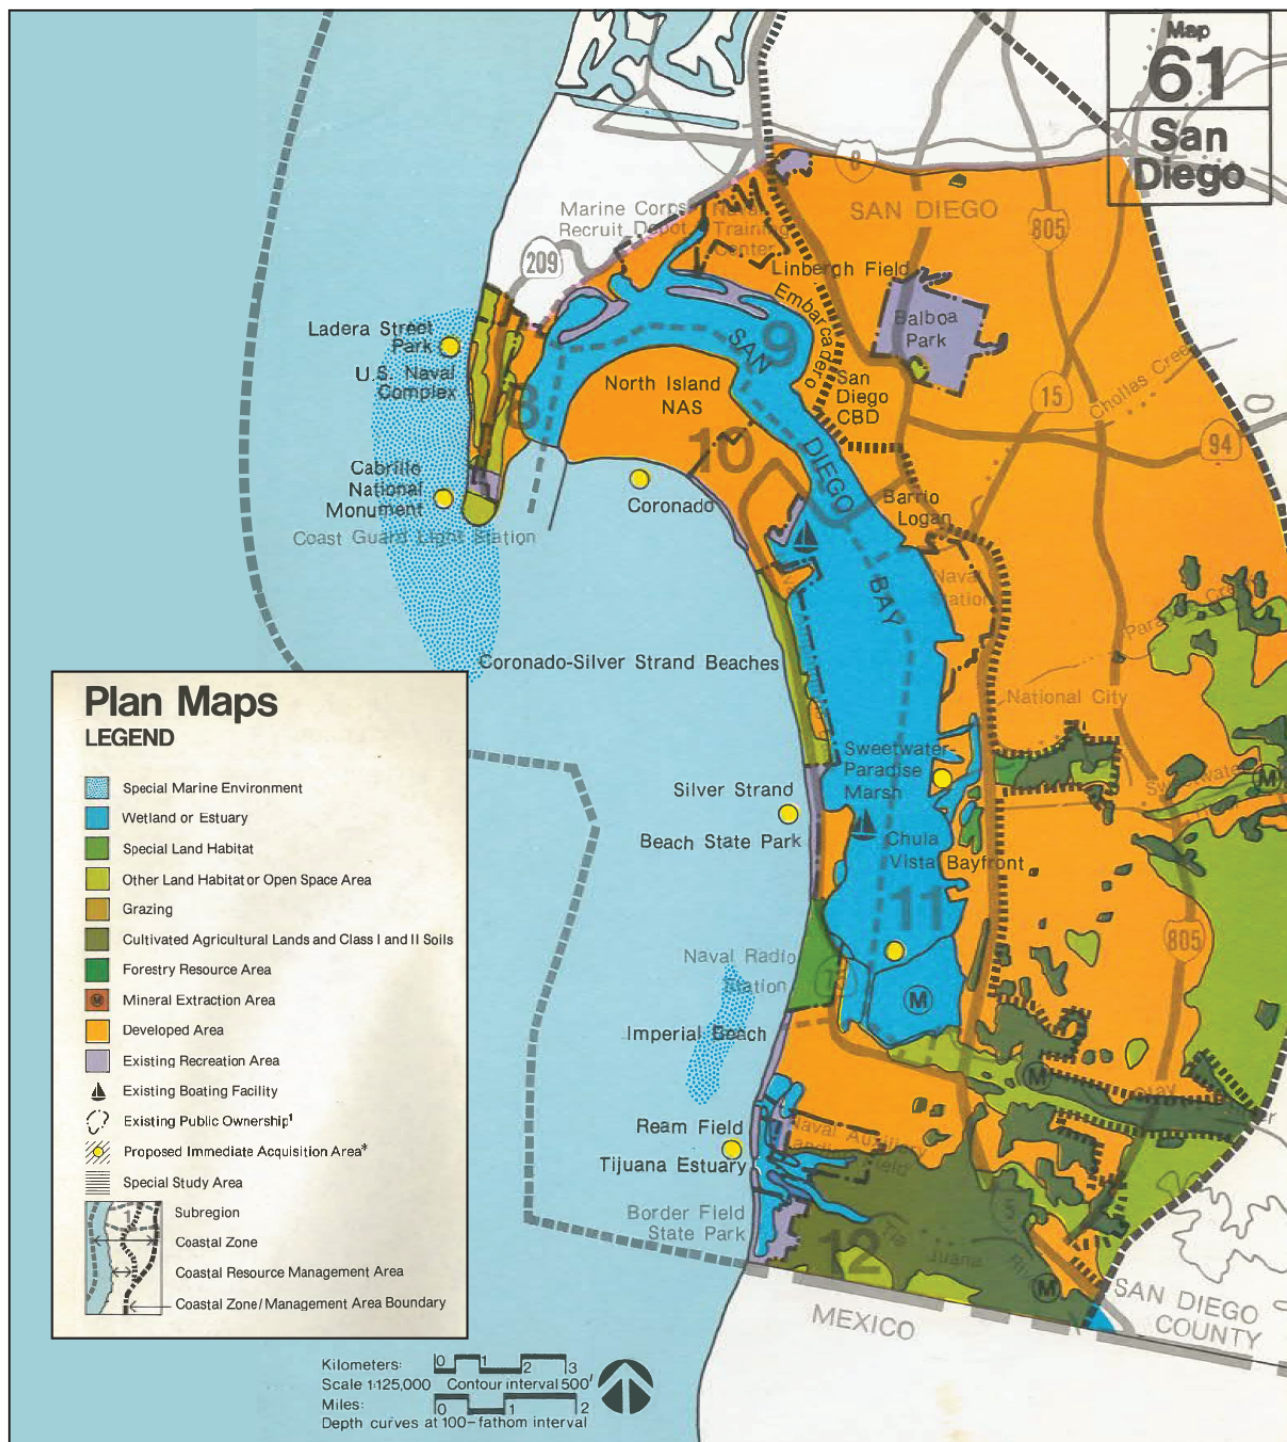 Map
61
San
Diego
8
SAN DIEGO
805
Marine Corps
Recruit Depot
Naval
Training
Center
209
Linbergh Field
Embarcadero
Balboa
Park
Ladera Street
Park
U.S. Naval
Complex
9
SAN
DIEGO
BAY
North Island
NAS
San
Diego
CBD
15
Chollas Creek
94
8
10
Cabrillo
National
Monument
Coronado
Barrio
Logan
Coast Guard Light Station
Naval
Station
Coronado-Silver Strand Beaches
National City
Sweetwater-
Paradise
Marsh
Sweetwater
M
Silver Strand
Beach State Park
Chula
Vista Bayfront
11
805
Naval Radio
Station
M
Imperial Beach
M
Otay
Ream Field
Naval Auxiliary
Tijuana Estuary
Border Field
State Park
5
12
Tia
Juana
River
M
SAN DIEGO
COUNTY
MEXICO
Plan Maps
LEGEND
Special Marine Environment
Wetland or Estuary
Special Land Habitat
Other Land Habitat or Open Space Area
Grazing
Cultivated Agricultural Lands and Class I and II Soils
Forestry Resource Area
M
Mineral Extraction Area
Developed Area
Existing Recreation Area
Existing Boating Facility
Existing Public Ownership¹
Proposed Immediate Acquisition Area*
Special Study Area
1
Subregion
Coastal Zone
Coastal Resource Management Area
Coastal Zone/Management Area Boundary
Kilometers: 0 1 2 3
Scale 1:125,000 Contour interval 500'
Miles: 0 1 2
Depth curves at 100-fathom interval